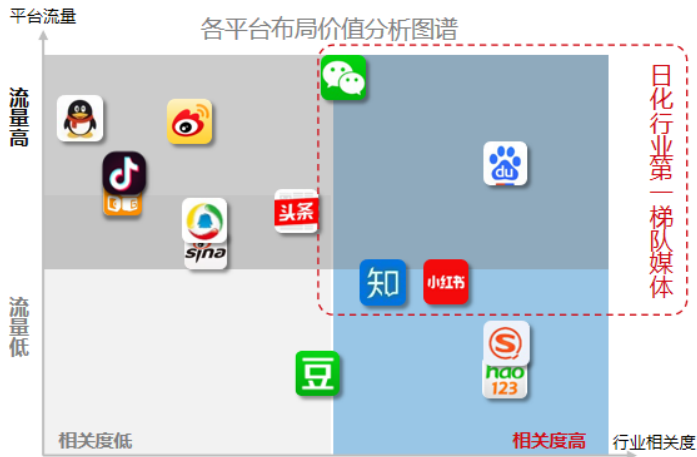 平台流量
各平台布局价值分析图谱
流量高
日化行业第一梯队媒体
du
头条
sina
知
小红书
流量低
S
豆
hao
123
相关度低
相关度高
行业相关度